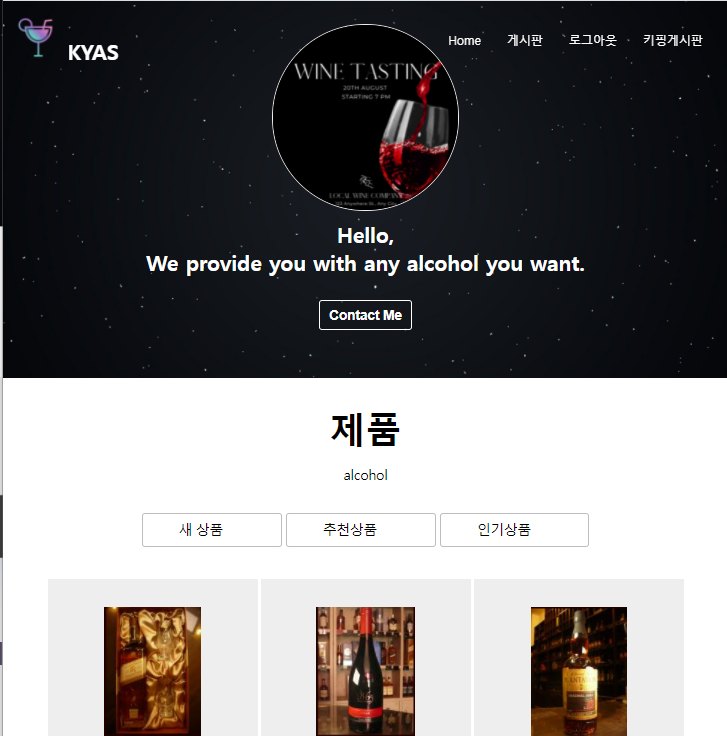 KYAS
Home 게시판 로그아웃 키핑게시판
WINE TASTING
20TH AUGUST
STARTING 7 PM
LOCAL WINE COMPANY
Hello,
We provide you with any alcohol you want.
Contact Me
제품
alcohol
새 상품 추천상품 인기상품